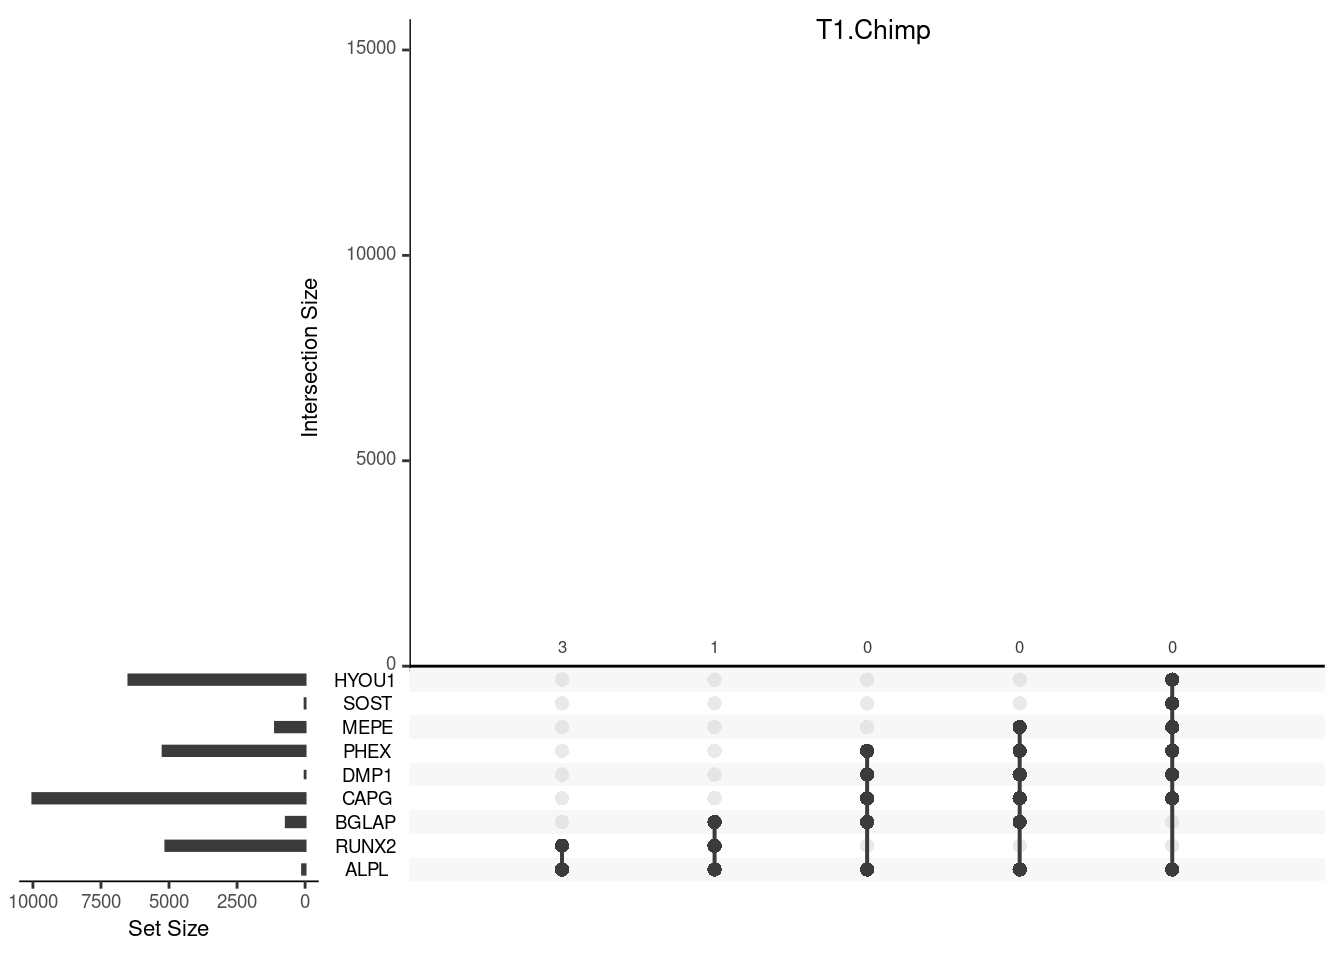 T1.Chimp
15000
10000
5000
0
Intersection Size
3 1 0 0 0
HYOU1
SOST
MEPE
PHEX
DMP1
CAPG
BGLAP
RUNX2
ALPL
10000 7500 5000 2500 0
Set Size